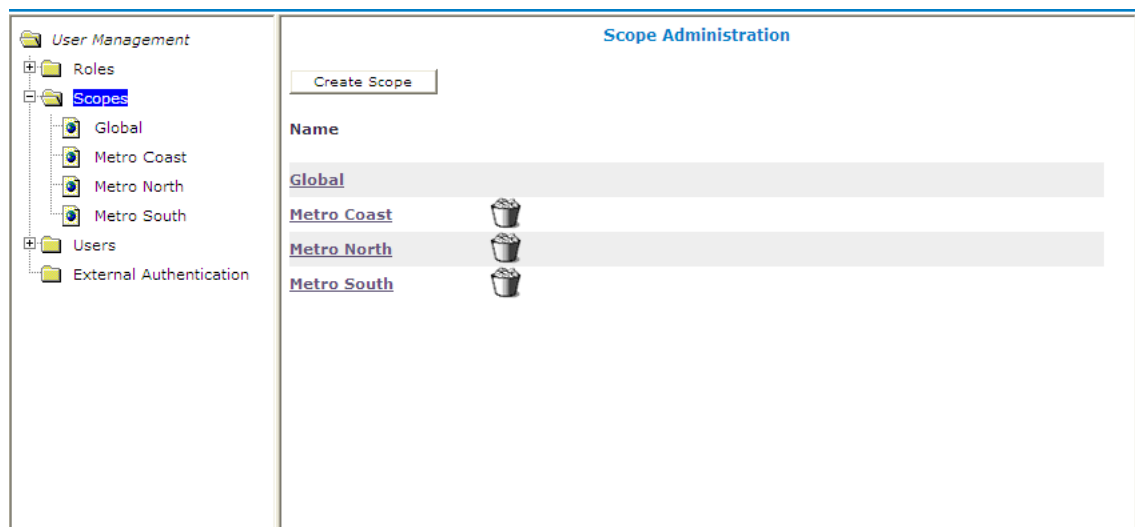 User Management
Roles
Scopes
Global
Metro Coast
Metro North
Metro South
Users
External Authentication
Scope Administration
Create Scope
Name
Global
Metro Coast
Metro North
Metro South